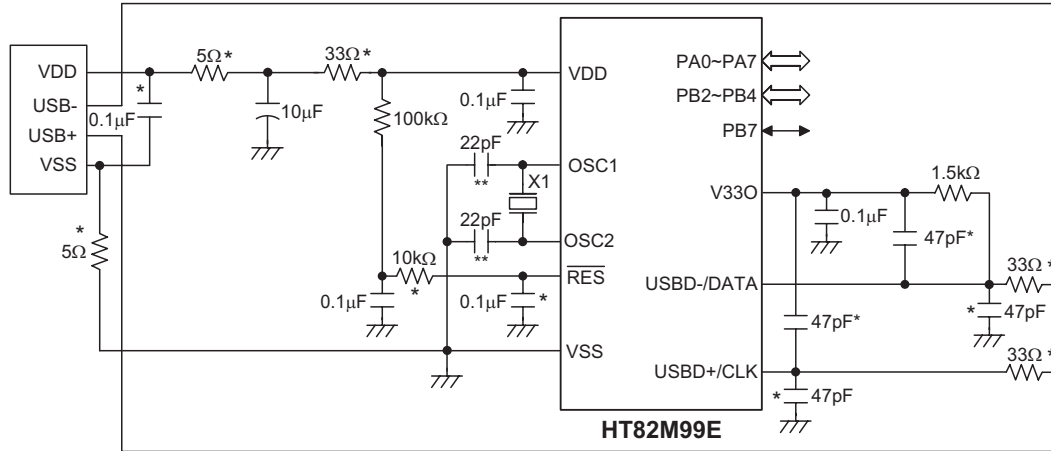 5Ω*
33Ω*
VDD
USB-
USB+
VSS
*
0.1μF
10μF
100kΩ
0.1μF
VDD
PA0~PA7
PB2~PB4
PB7
22pF
**
OSC1
X1
22pF
**
OSC2
V33O
1.5kΩ
0.1μF
47pF*
*
5Ω
10kΩ
*
RES
0.1μF
0.1μF
*
USBD-/DATA
33Ω*
*
47pF
47pF*
VSS
USBD+/CLK
33Ω*
*
47pF
HT82M99E